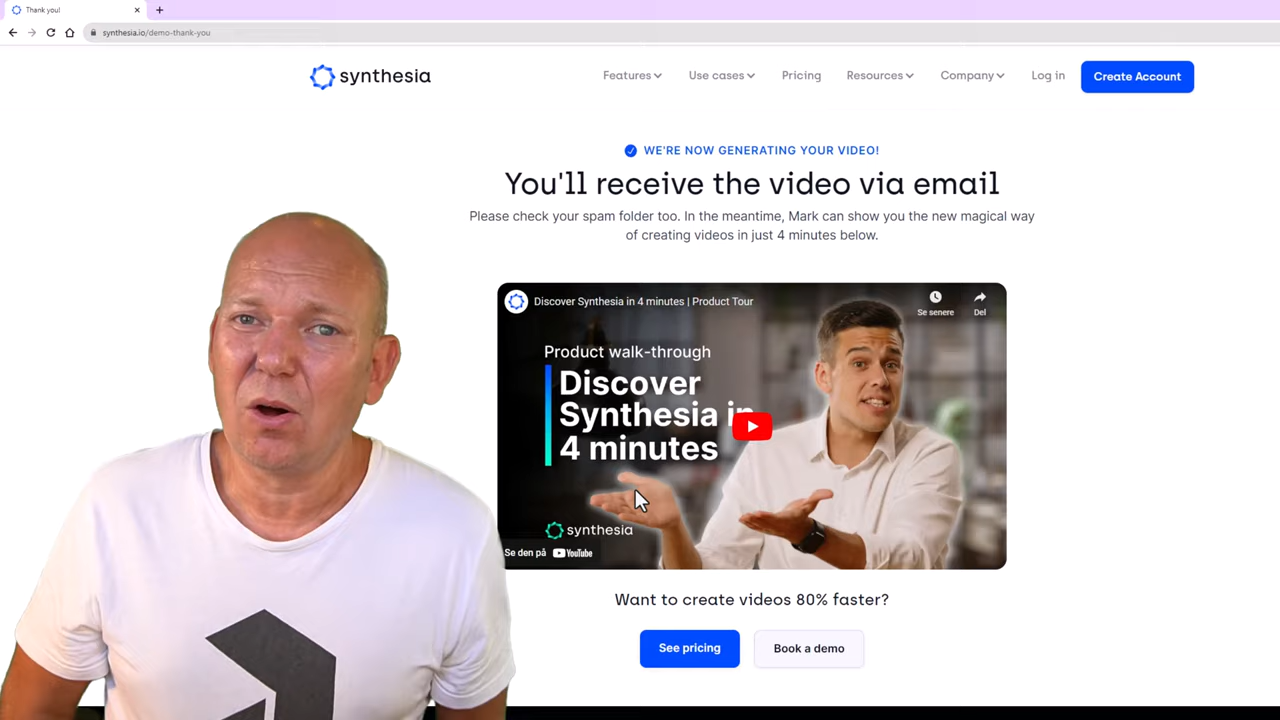 Thank you!
synthesia.io/demo-thank-you
synthesia
Features
Use cases
Pricing
Resources
Company
Log in
Create Account
WE'RE NOW GENERATING YOUR VIDEO!
You'll receive the video via email
Please check your spam folder too. In the meantime, Mark can show you the new magical way
of creating videos in just 4 minutes below.
Discover Synthesia in 4 minutes | Product Tour
Se senere
Del
Product walk-through
Discover
Synthesia in
4 minutes
synthesia
Se den på YouTube
Want to create videos 80% faster?
See pricing
Book a demo